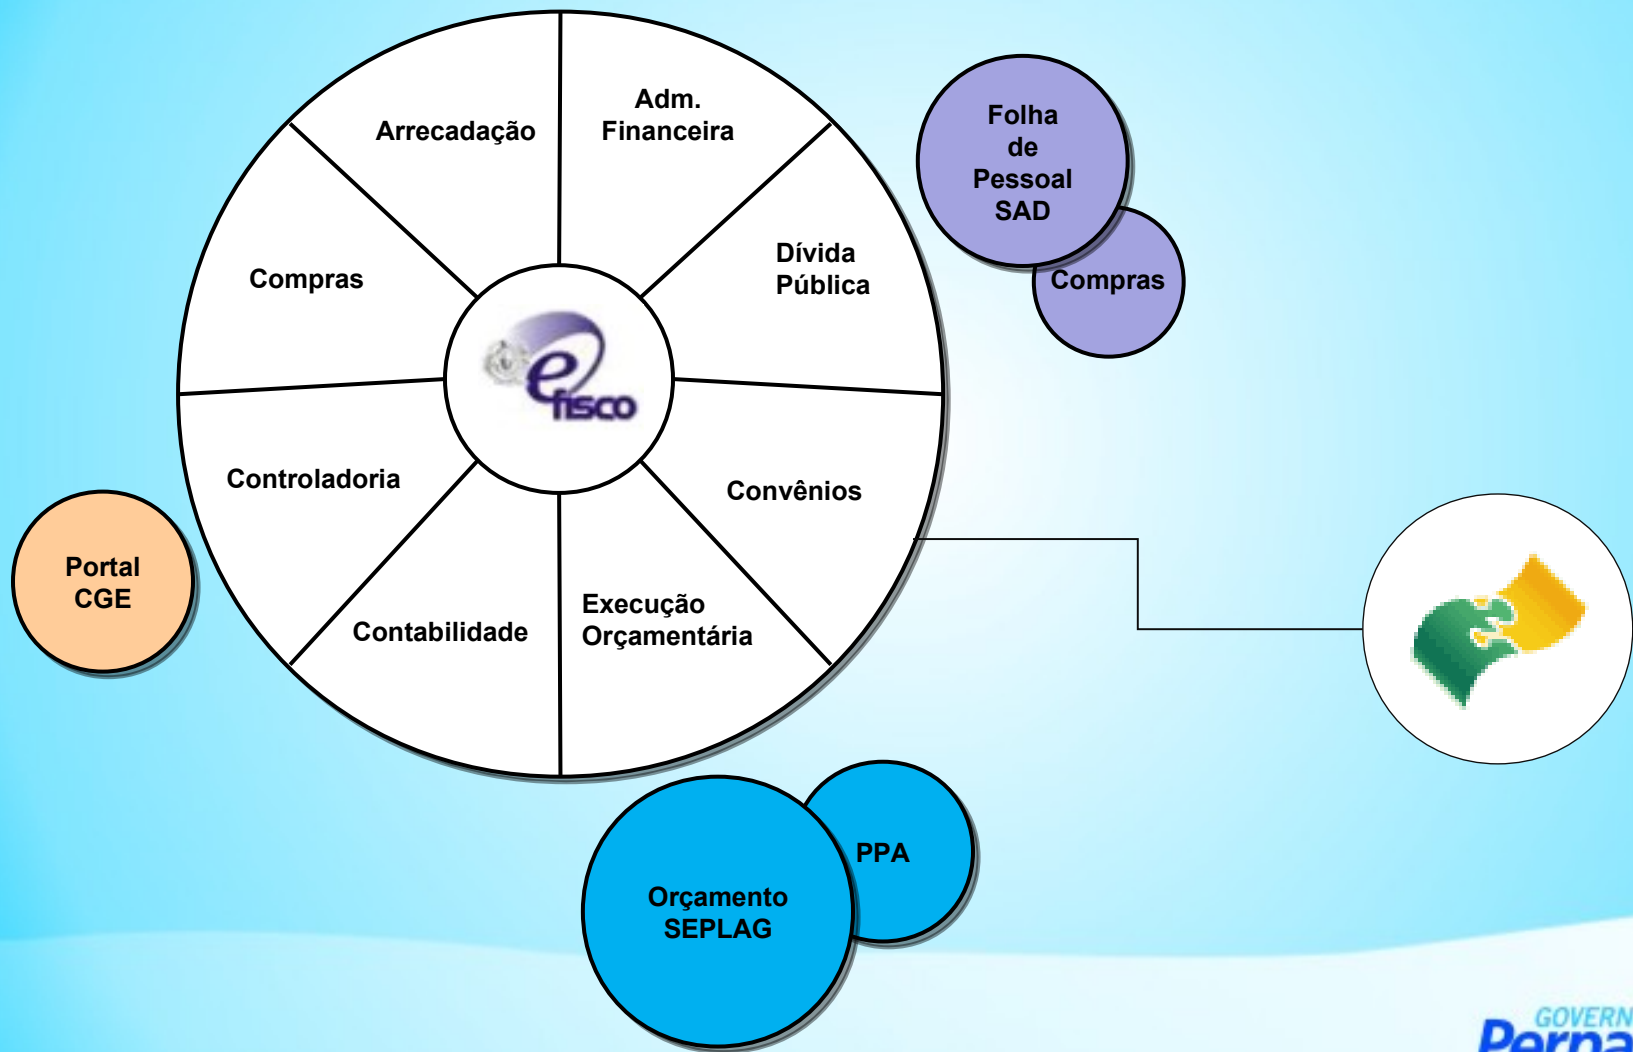 Arrecadação
Adm.
Financeira
Compras
Dívida
Pública
e
fisco
Controladoria
Convênios
Contabilidade
Execução
Orçamentária
Folha
de
Pessoal
SAD
Compras
Portal
CGE
PPA
Orçamento
SEPLAG
GOVERN
Perna